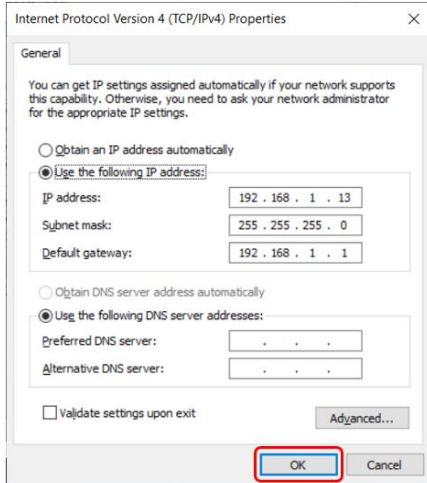 Internet Protocol Version 4 (TCP/IPv4) Properties
General
You can get IP settings assigned automatically if your network supports
this capability. Otherwise, you need to ask your network administrator
for the appropriate IP settings.
Obtain an IP address automatically
Use the following IP address:
IP address: 192 . 168 . 1 . 13
Subnet mask: 255 . 255 . 255 . 0
Default gateway: 192 . 168 . 1 . 1
Obtain DNS server address automatically
Use the following DNS server addresses:
Preferred DNS server: . . .
Alternative DNS server: . . .
Validate settings upon exit
Advanced...
OK Cancel